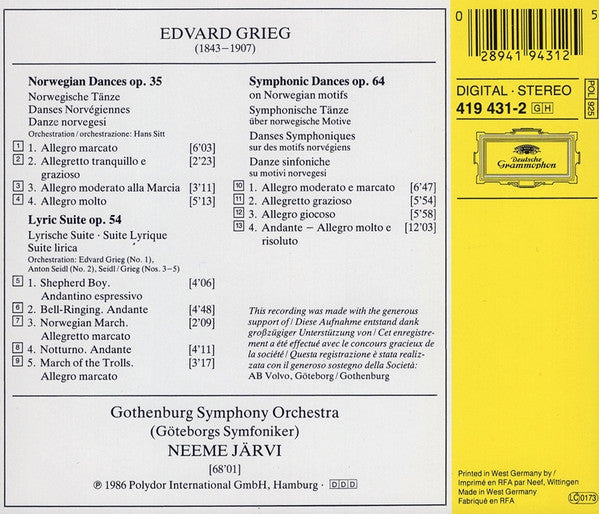 EDVARD GRIEG
(1843–1907)
Norwegian Dances op. 35
Norwegische Tänze
Danses Norvégiennes
Danze norvegesi
Orchestration / orchestrazione: Hans Sitt
1 1. Allegro marcato [6'03]
2 2. Allegretto tranquillo e
grazioso [2'23]
3 3. Allegro moderato alla Marcia [3'11]
4 4. Allegro molto [5'13]
Lyric Suite op. 54
Lyrische Suite · Suite Lyrique
Suite lirica
Orchestration: Edvard Grieg (No. 1),
Anton Seidl (No. 2), Seidl / Grieg (Nos. 3–5)
5 1. Shepherd Boy. [4'06]
Andantino espressivo
6 2. Bell-Ringing. Andante [4'48]
7 3. Norwegian March. [2'09]
Allegretto marcato
8 4. Notturno. Andante [4'11]
9 5. March of the Trolls. [3'17]
Allegro marcato
Symphonic Dances op. 64
on Norwegian motifs
Symphonische Tänze
über norwegische Motive
Danses Symphoniques
sur des motifs norvégiens
Danze sinfoniche
su motivi norvegesi
10 1. Allegro moderato e marcato [6'47]
11 2. Allegretto grazioso [5'54]
12 3. Allegro giocoso [5'58]
13 4. Andante – Allegro molto e [12'03]
risoluto
This recording was made with the generous
support of / Diese Aufnahme entstand dank
großzügiger Unterstützung von / Cet enregistre-
ment a été effectué avec le concours gracieux de
la société / Questa registrazione è stata realiz-
zata con il generoso sostegno della Società:
AB Volvo, Göteborg / Gothenburg
Gothenburg Symphony Orchestra
(Göteborgs Symfoniker)
NEEME JÄRVI
[68'01]
℗ 1986 Polydor International GmbH, Hamburg · DDD
0 28941 94312 5
DIGITAL · STEREO
419 431-2 GH
POL 925
Deutsche
Grammophon
Printed in West Germany by /
Imprimé en RFA par Neef, Wittingen
Made in West Germany
Fabriqué en RFA
LC 0173